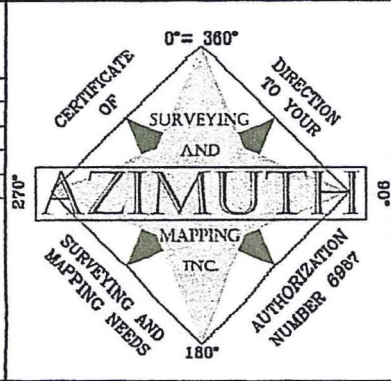 0°= 360°
CERTIFICATE
OF
DIRECTION
TO YOUR
SURVEYING
AND
AZIMUTH
270°
90°
MAPPING
INC.
SURVEYING AND
MAPPING NEEDS
AUTHORIZATION
NUMBER 6987
180°